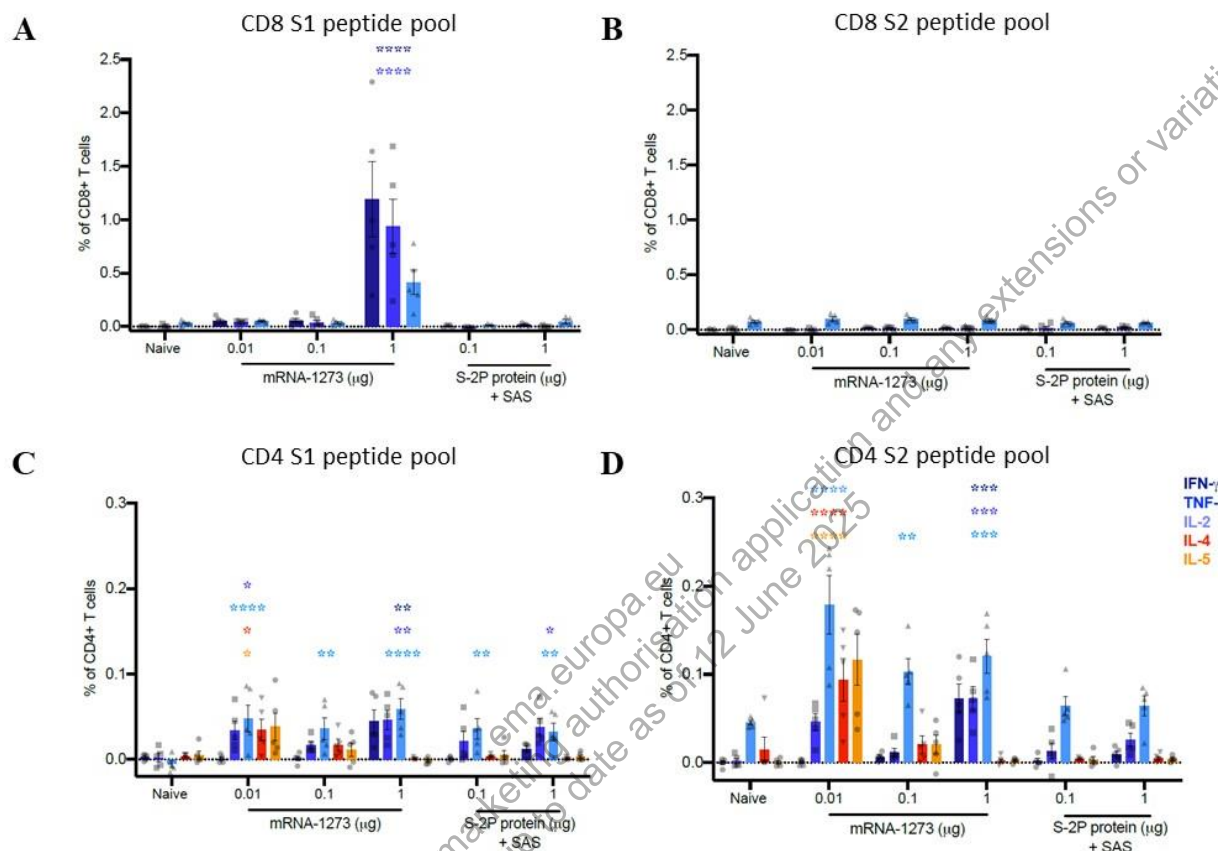 A
CD8 S1 peptide pool
☆☆☆☆
☆☆☆☆
% of CD8+ T cells
2.5
2.0
1.5
1.0
0.5
0.0
Naive
0.01
0.1
1
0.1
1
mRNA-1273 (μg)
S-2P protein (μg)
+ SAS
B
CD8 S2 peptide pool
% of CD8+ T cells
2.5
2.0
1.5
1.0
0.5
0.0
Naive
0.01
0.1
1
0.1
1
mRNA-1273 (μg)
S-2P protein (μg)
+ SAS
C
CD4 S1 peptide pool
% of CD4+ T cells
0.3
0.2
0.1
0.0
☆
☆☆☆☆
☆
☆
☆☆
☆☆
☆☆
☆☆☆☆
☆☆
☆
☆☆
Naive
0.01
0.1
1
0.1
1
mRNA-1273 (μg)
S-2P protein (μg)
+ SAS
D
CD4 S2 peptide pool
% of CD4+ T cells
0.3
0.2
0.1
0.0
☆☆☆☆
☆☆☆☆
☆☆☆☆
☆☆
☆☆☆
☆☆☆
☆☆☆
Naive
0.01
0.1
1
0.1
1
mRNA-1273 (μg)
S-2P protein (μg)
+ SAS
IFN-γ
TNF-
IL-2
IL-4
IL-5
ema.europa.eu
marketing authorisation application and any extensions or variati
to date as of 12 June 2025